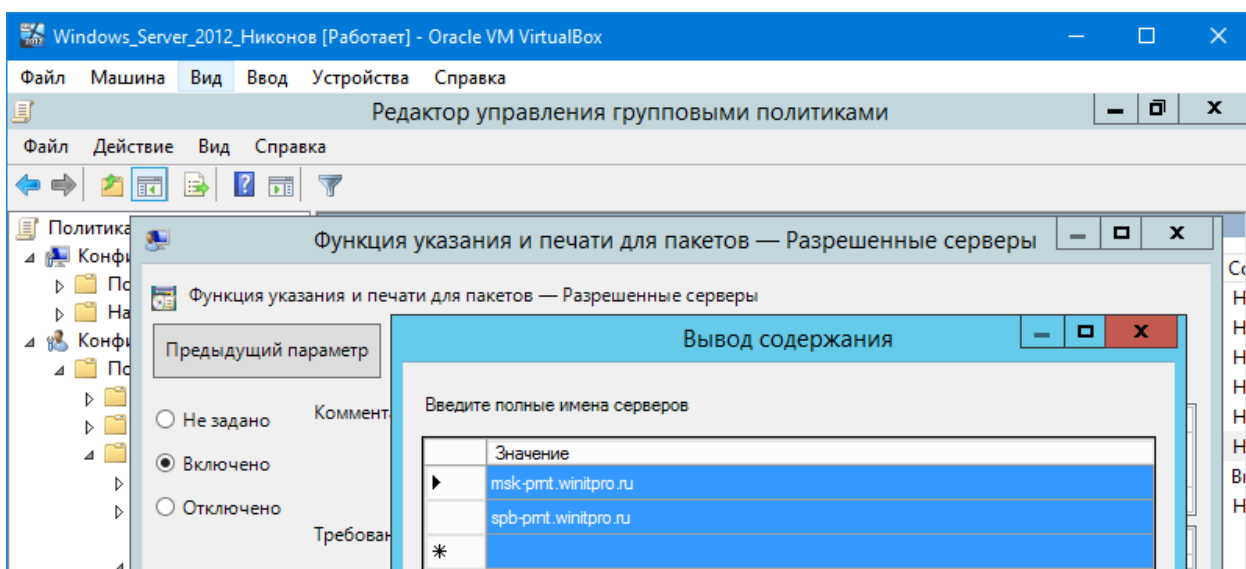 Windows_Server_2012_Никонов [Работает] - Oracle VM VirtualBox
Файл Машина Вид Ввод Устройства Справка
Редактор управления групповыми политиками
Файл Действие Вид Справка
Политика
Функция указания и печати для пакетов — Разрешенные серверы
Функция указания и печати для пакетов — Разрешенные серверы
Предыдущий параметр
Вывод содержания
Не задано
Включено
Отключено
Введите полные имена серверов
Значение
msk-prnt.winitpro.ru
spb-prnt.winitpro.ru